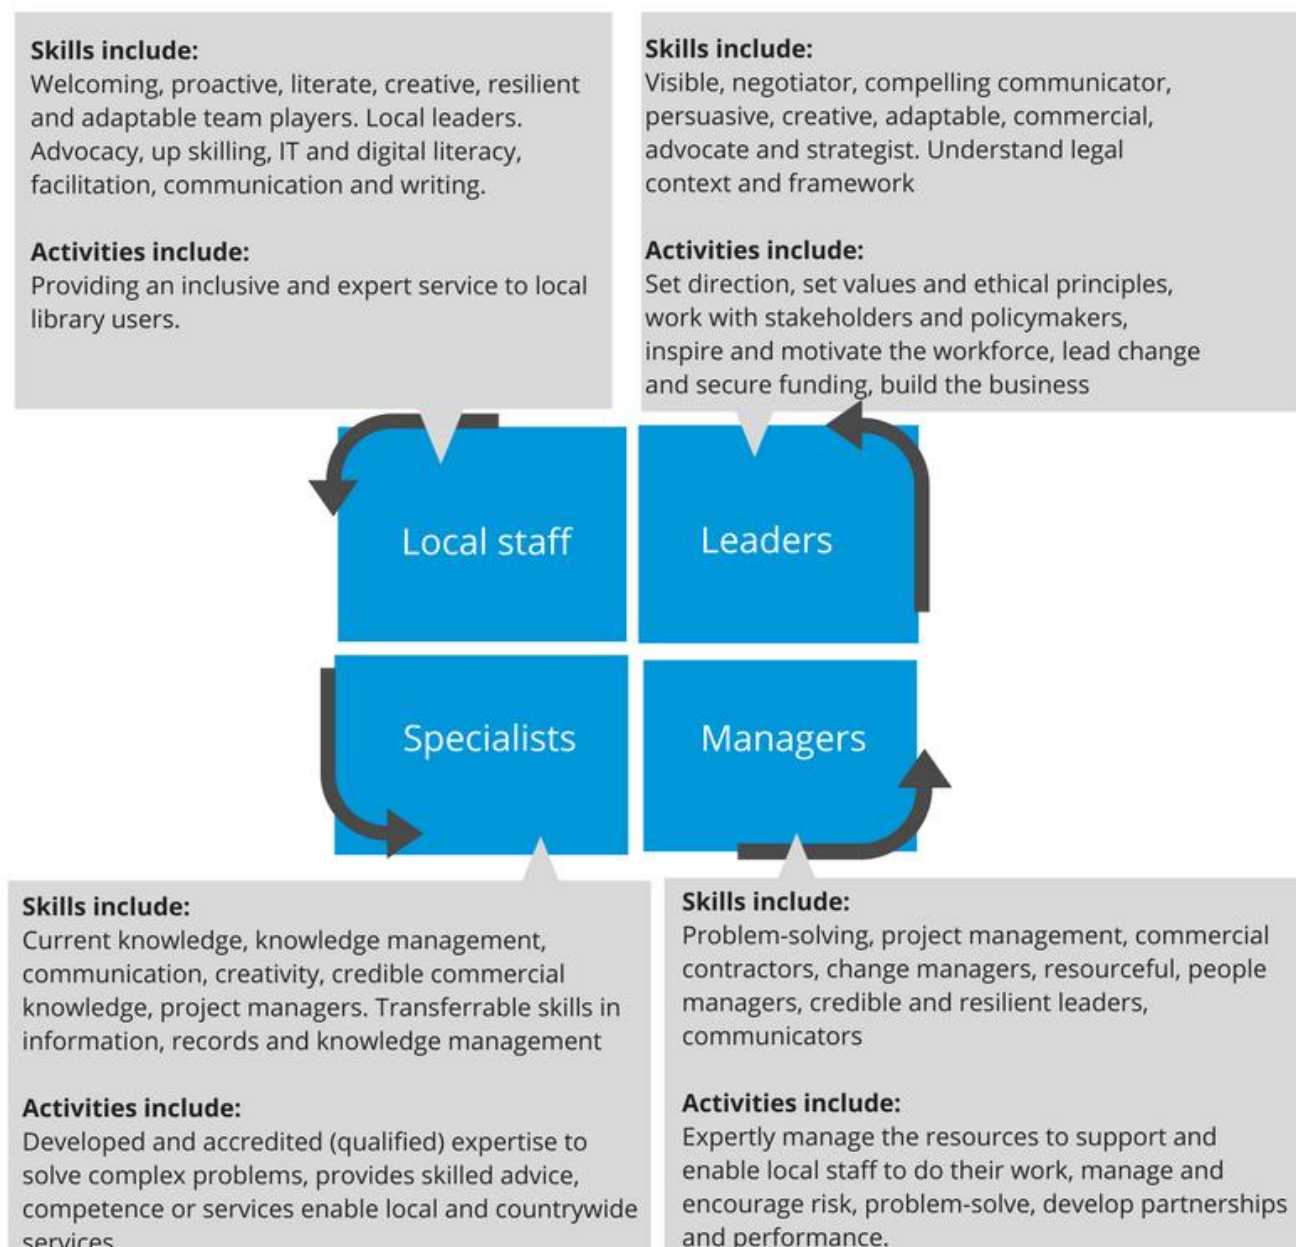 Skills include:
Welcoming, proactive, literate, creative, resilient
and adaptable team players. Local leaders.
Advocacy, up skilling, IT and digital literacy,
facilitation, communication and writing.
Activities include:
Providing an inclusive and expert service to local
library users.
Skills include:
Visible, negotiator, compelling communicator,
persuasive, creative, adaptable, commercial,
advocate and strategist. Understand legal
context and framework
Activities include:
Set direction, set values and ethical principles,
work with stakeholders and policymakers,
inspire and motivate the workforce, lead change
and secure funding, build the business
Local staff
Leaders
Specialists
Managers
Skills include:
Current knowledge, knowledge management,
communication, creativity, credible commercial
knowledge, project managers. Transferrable skills in
information, records and knowledge management
Activities include:
Developed and accredited (qualified) expertise to
solve complex problems, provides skilled advice,
competence or services enable local and countrywide
services
Skills include:
Problem-solving, project management, commercial
contractors, change managers, resourceful, people
managers, credible and resilient leaders,
communicators
Activities include:
Expertly manage the resources to support and
enable local staff to do their work, manage and
encourage risk, problem-solve, develop partnerships
and performance.